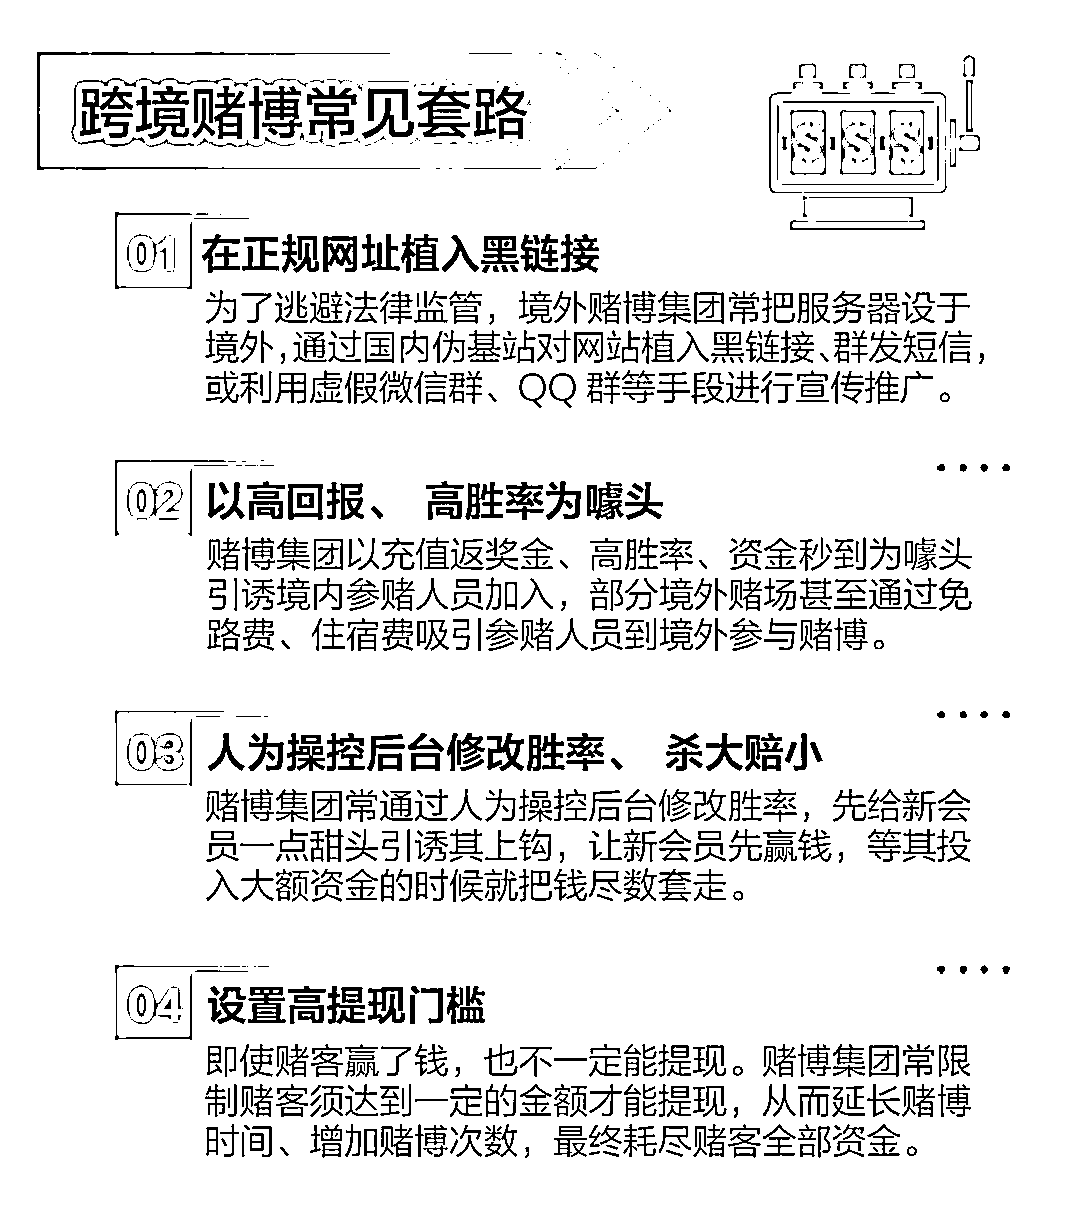 跨境赌博常见套路
01 在正规网址植入黑链接
为了逃避法律监管，境外赌博集团常把服务器设于
境外，通过国内伪基站对网站植入黑链接、群发短信，
或利用虚假微信群、QQ 群等手段进行宣传推广。
02 以高回报、 高胜率为噱头
赌博集团以充值返奖金、高胜率、资金秒到为噱头
引诱境内参赌人员加入，部分境外赌场甚至通过免
路费、住宿费吸引参赌人员到境外参与赌博。
03 人为操控后台修改胜率、 杀大赔小
赌博集团常通过人为操控后台修改胜率，先给新会
员一点甜头引诱其上钩，让新会员先赢钱，等其投
入大额资金的时候就把钱尽数套走。
04 设置高提现门槛
即使赌客赢了钱，也不一定能提现。赌博集团常限
制赌客须达到一定的金额才能提现，从而延长赌博
时间、增加赌博次数，最终耗尽赌客全部资金。